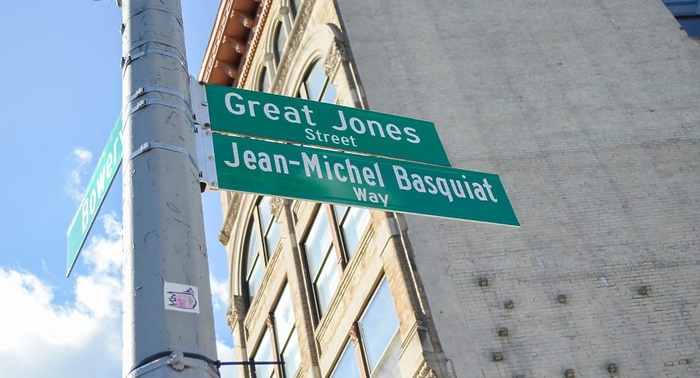 Great Jones
Street
Jean-Michel Basquiat
Way
Bowery